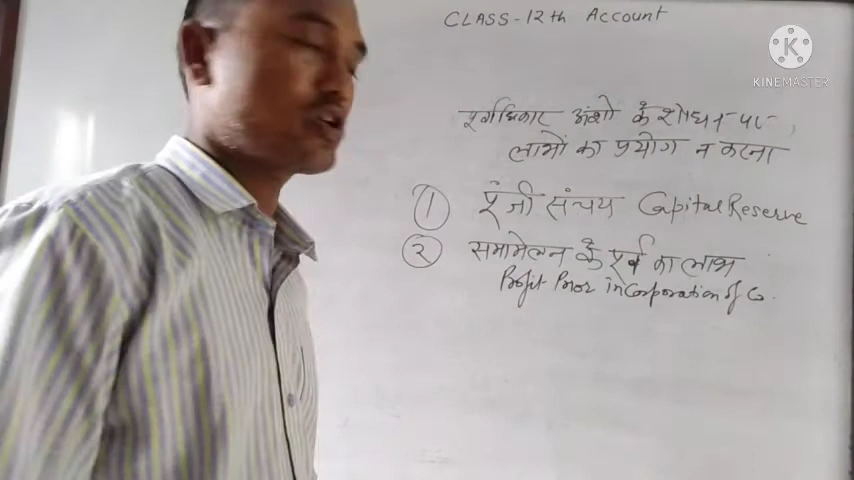 CLASS-12th Account
KINEMASTER
पूर्वाधिकार अंशो के शोधन पर
लाभों का प्रयोग न करना
① पूंजी संचय Capital Reserve
② समामेलन के पूर्व का लाभ
Profit Prior Incorporation of Co.